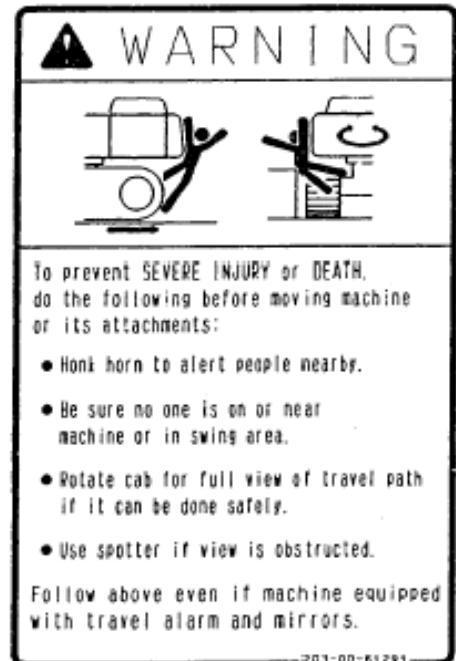 WARNING
To prevent SEVERE INJURY or DEATH,
do the following before moving machine
or its attachments:
● Honk horn to alert people nearby.
● Be sure no one is on or near
machine or in swing area.
● Rotate cab for full view of travel path
if it can be done safely.
● Use spotter if view is obstructed.
Follow above even if machine equipped
with travel alarm and mirrors.
203-00-61291